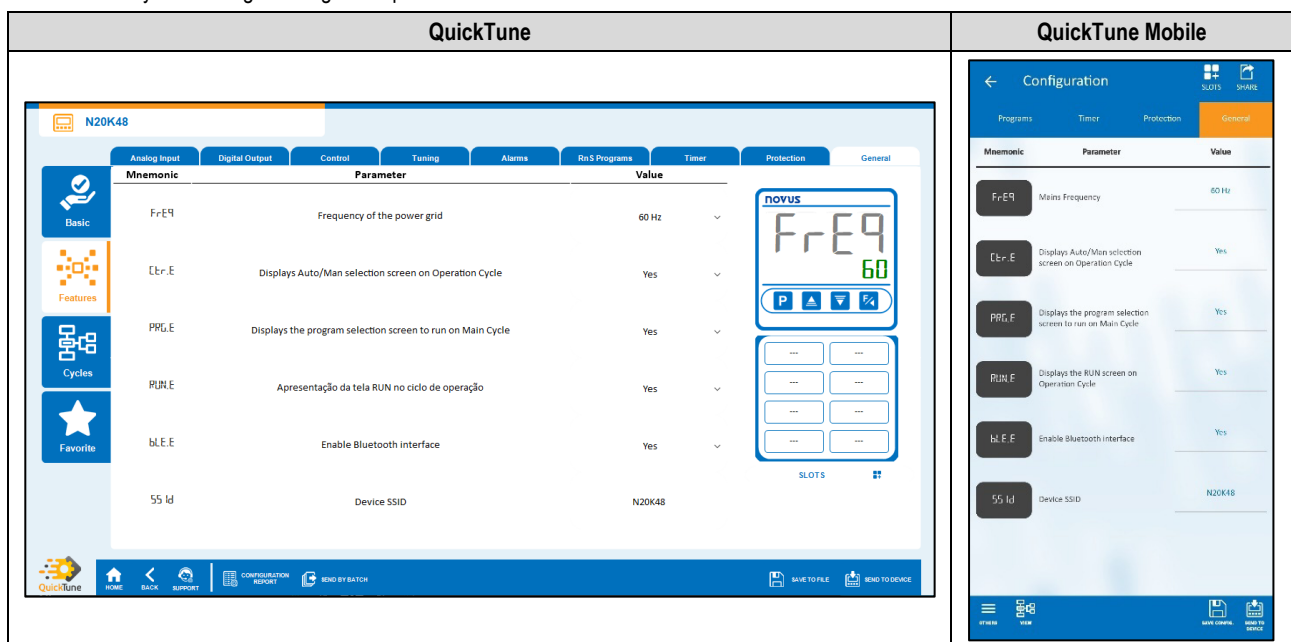 QuickTune
QuickTune Mobile
N20K48
Analog Input Digital Output Control Tuning Alarms RnS Programs Timer Protection General
Mnemonic Parameter Value
FrEq Frequency of the power grid 60 Hz
Ctr.E Displays Auto/Man selection screen on Operation Cycle Yes
PRG.E Displays the program selection screen to run on Main Cycle Yes
RUN.E Apresentação da tela RUN no ciclo de operação Yes
bLE.E Enable Bluetooth interface Yes
SSId Device SSID N20K48
Basic
Features
Cycles
Favorite
novus
FrEq
60
P F/
--- ---
--- ---
--- ---
--- ---
SLOTS
QuickTune
HOME BACK SUPPORT CONFIGURATION REPORT SEND BY BATCH SAVE TO FILE SEND TO DEVICE
Configuration SLOTS SHARE
Programs Timer Protection General
Mnemonic Parameter Value
FrEq Mains Frequency 60 Hz
Ctr.E Displays Auto/Man selection
screen on Operation Cycle Yes
PRG.E Displays the program selection
screen to run on Main Cycle Yes
RUN.E Displays the RUN screen on
Operation Cycle Yes
bLE.E Enable Bluetooth interface Yes
SSId Device SSID N20K48
OTHERS VIEW SAVE CONFIG. SEND TO
DEVICE